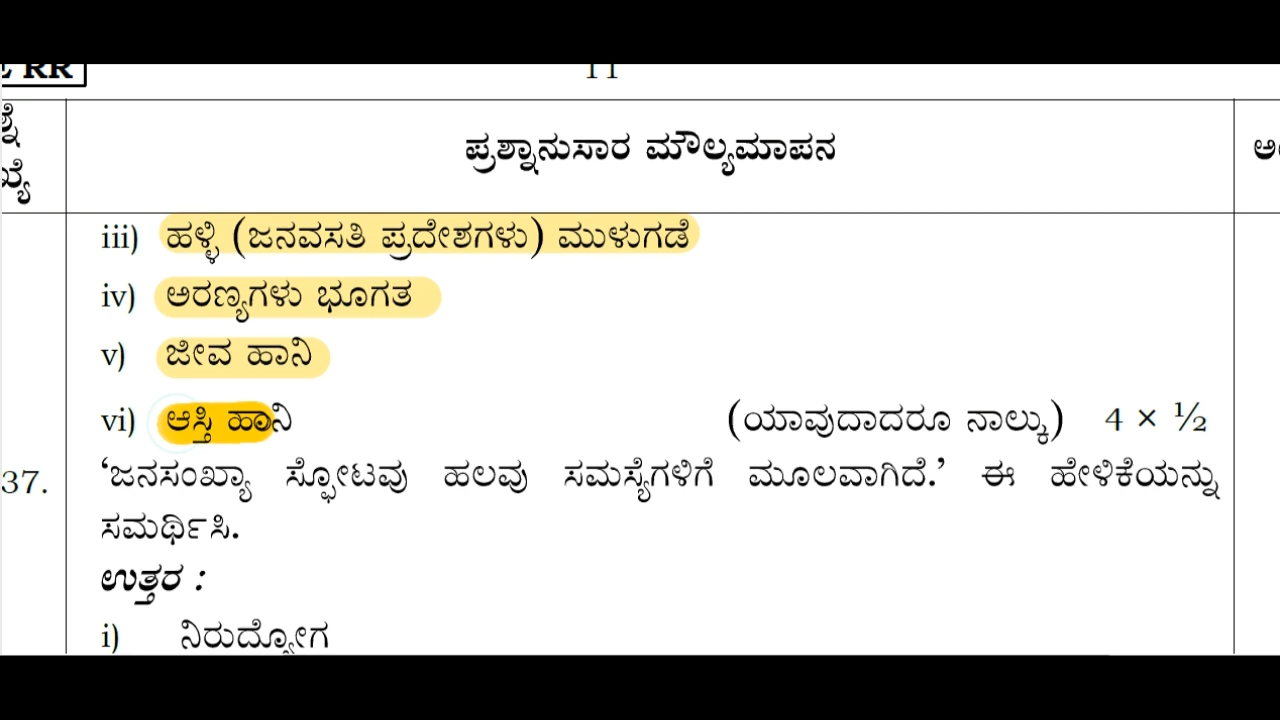 RR 11
ಪ್ರಶ್ನಾನುಸಾರ ಮೌಲ್ಯಮಾಪನ
iii) ಹಳ್ಳಿ (ಜನವಸತಿ ಪ್ರದೇಶಗಳು) ಮುಳುಗಡೆ
iv) ಅರಣ್ಯಗಳು ಭೂಗತ
v) ಜೀವ ಹಾನಿ
vi) ಆಸ್ತಿ ಹಾನಿ (ಯಾವುದಾದರೂ ನಾಲ್ಕು) 4 × ½
37. ‘ಜನಸಂಖ್ಯಾ ಸ್ಫೋಟವು ಹಲವು ಸಮಸ್ಯೆಗಳಿಗೆ ಮೂಲವಾಗಿದೆ.’ ಈ ಹೇಳಿಕೆಯನ್ನು
ಸಮರ್ಥಿಸಿ.
ಉತ್ತರ :
i) ನಿರುದ್ಯೋಗ